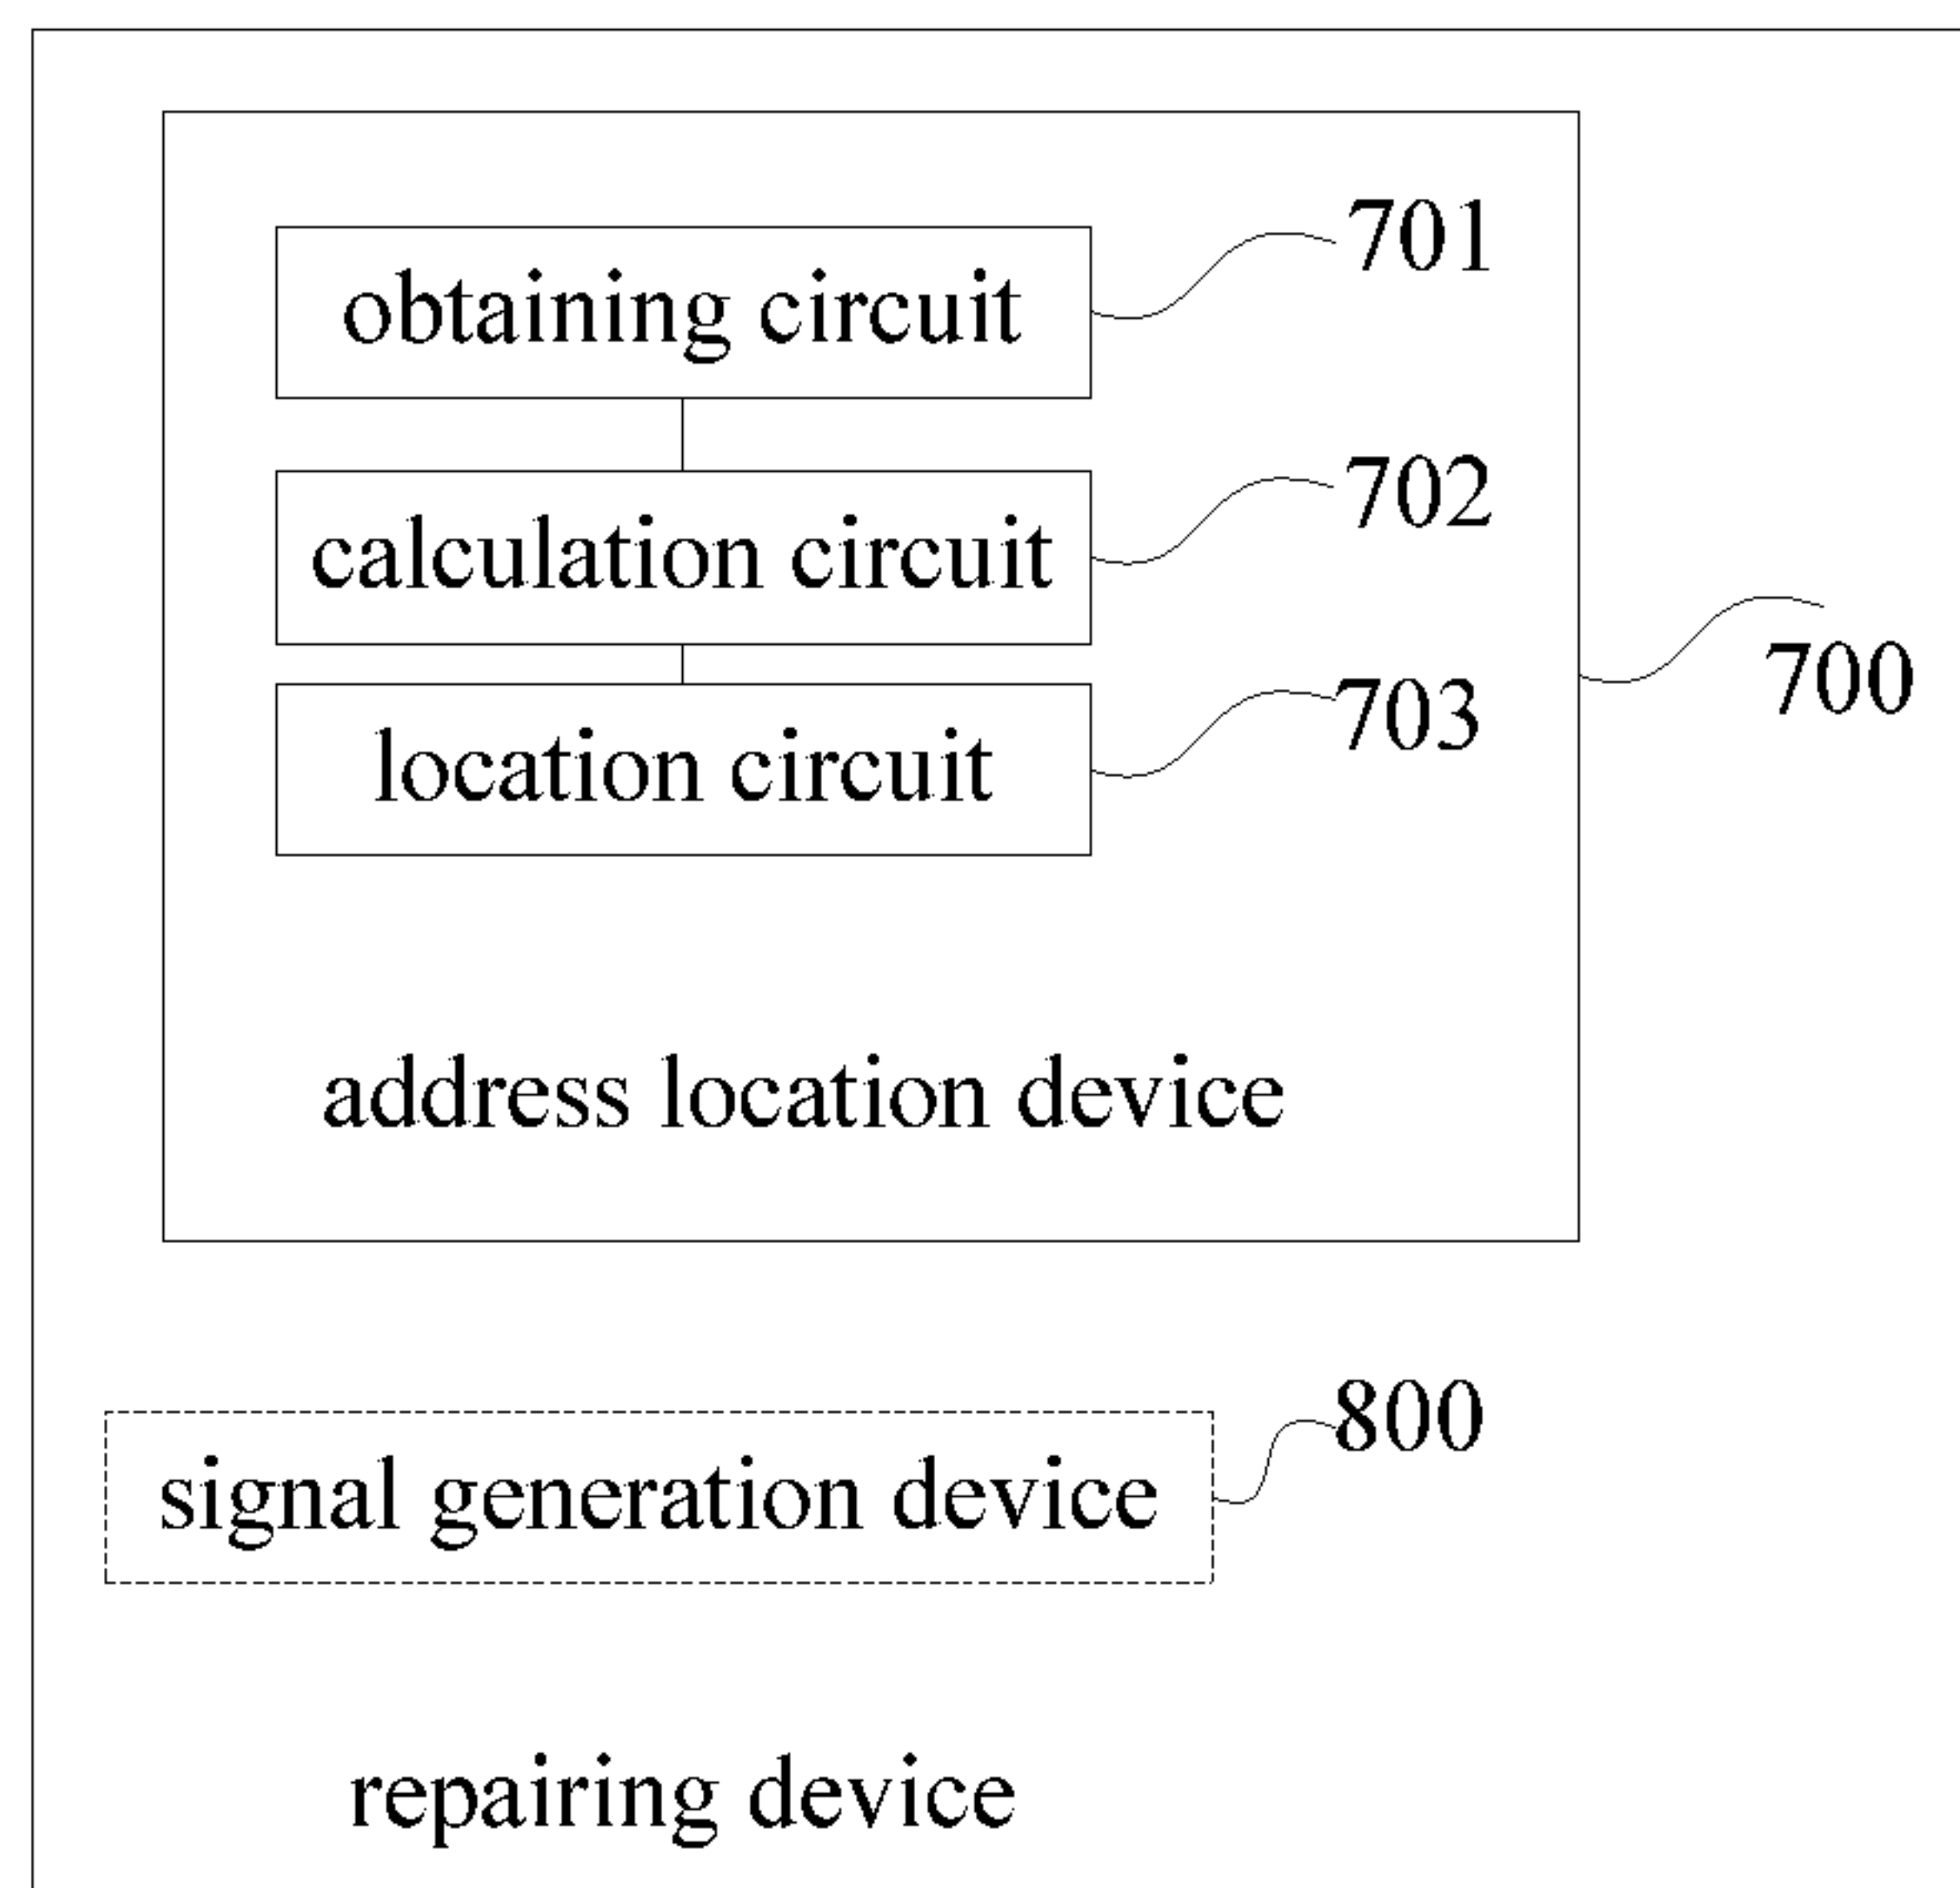 701
obtaining circuit
702
calculation circuit
700
703
location circuit
address location device
800
signal generation device
repairing device